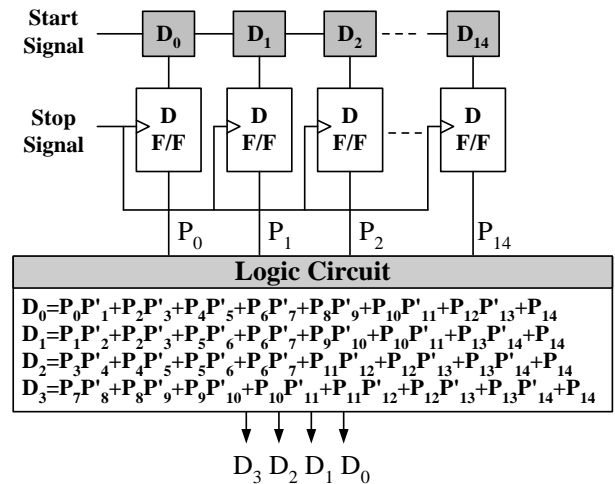 Start Signal
D₀ D₁ D₂ D₁₄
Stop Signal
D F/F D F/F D F/F D F/F
P₀ P₁ P₂ P₁₄
Logic Circuit
D₀=P₀P'₁+P₂P'₃+P₄P'₅+P₆P'₇+P₈P'₉+P₁₀P'₁₁+P₁₂P'₁₃+P₁₄
D₁=P₁P'₂+P₂P'₃+P₅P'₆+P₆P'₇+P₉P'₁₀+P₁₀P'₁₁+P₁₃P'₁₄+P₁₄
D₂=P₃P'₄+P₄P'₅+P₅P'₆+P₆P'₇+P₁₁P'₁₂+P₁₂P'₁₃+P₁₃P'₁₄+P₁₄
D₃=P₇P'₈+P₈P'₉+P₉P'₁₀+P₁₀P'₁₁+P₁₁P'₁₂+P₁₂P'₁₃+P₁₃P'₁₄+P₁₄
D₃ D₂ D₁ D₀